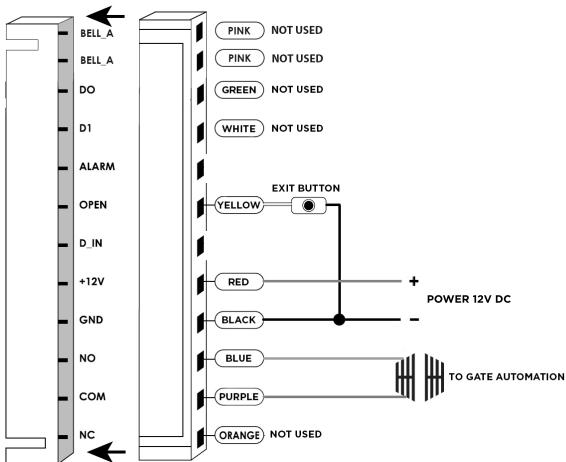 BELL_A PINK NOT USED
BELL_A PINK NOT USED
DO GREEN NOT USED
D1 WHITE NOT USED
ALARM
EXIT BUTTON
OPEN YELLOW
D_IN
+12V RED +
POWER 12V DC
GND BLACK –
NO BLUE
TO GATE AUTOMATION
COM PURPLE
NC ORANGE NOT USED